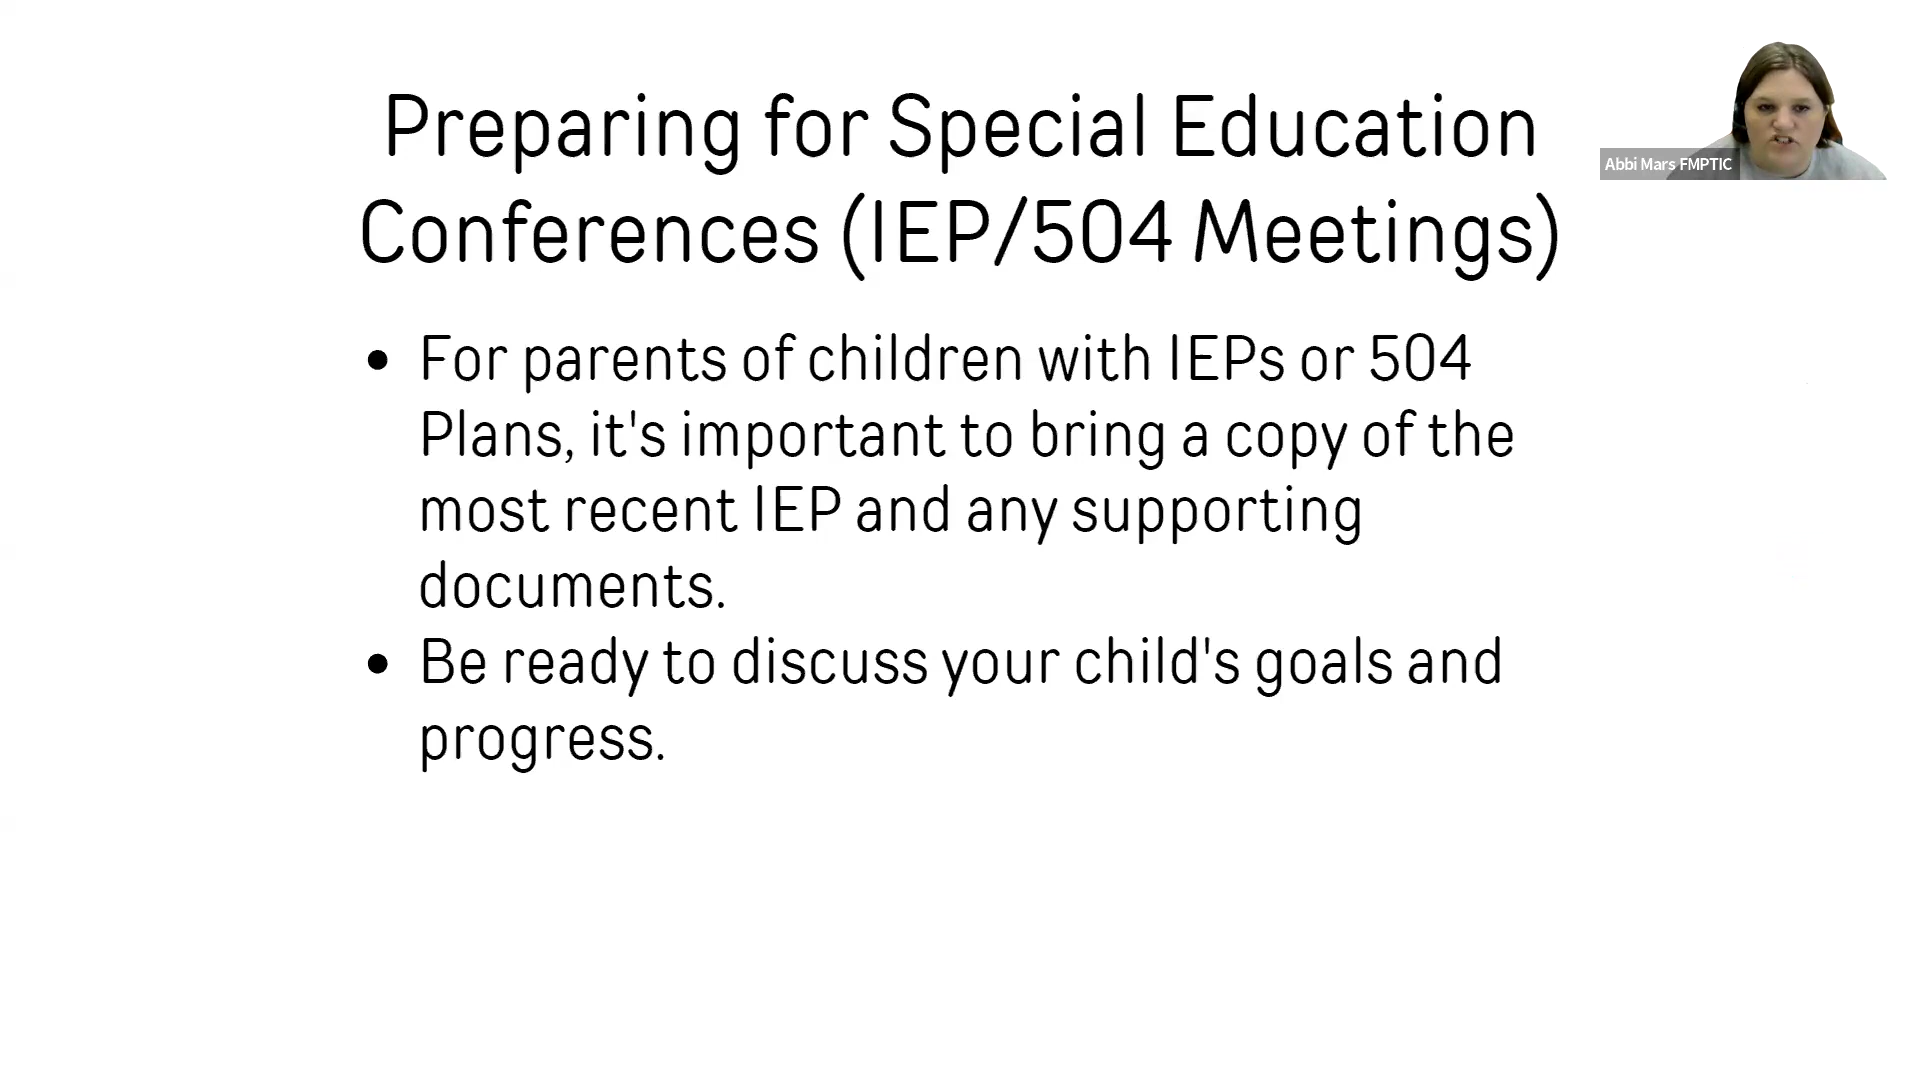 Preparing for Special Education
Conferences (IEP/504 Meetings)
Abbi Mars FMPTIC
• For parents of children with IEPs or 504
Plans, it's important to bring a copy of the
most recent IEP and any supporting
documents.
• Be ready to discuss your child's goals and
progress.